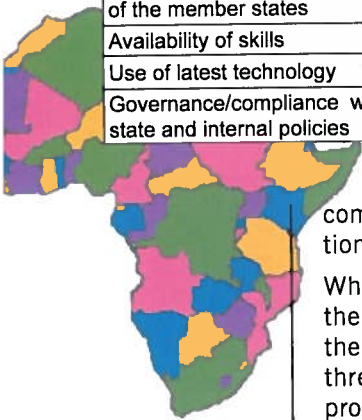 of the member states
Availability of skills
Use of latest technology
Governance/compliance w
state and internal policies
com
tion
Wh
the
the
thre
pro